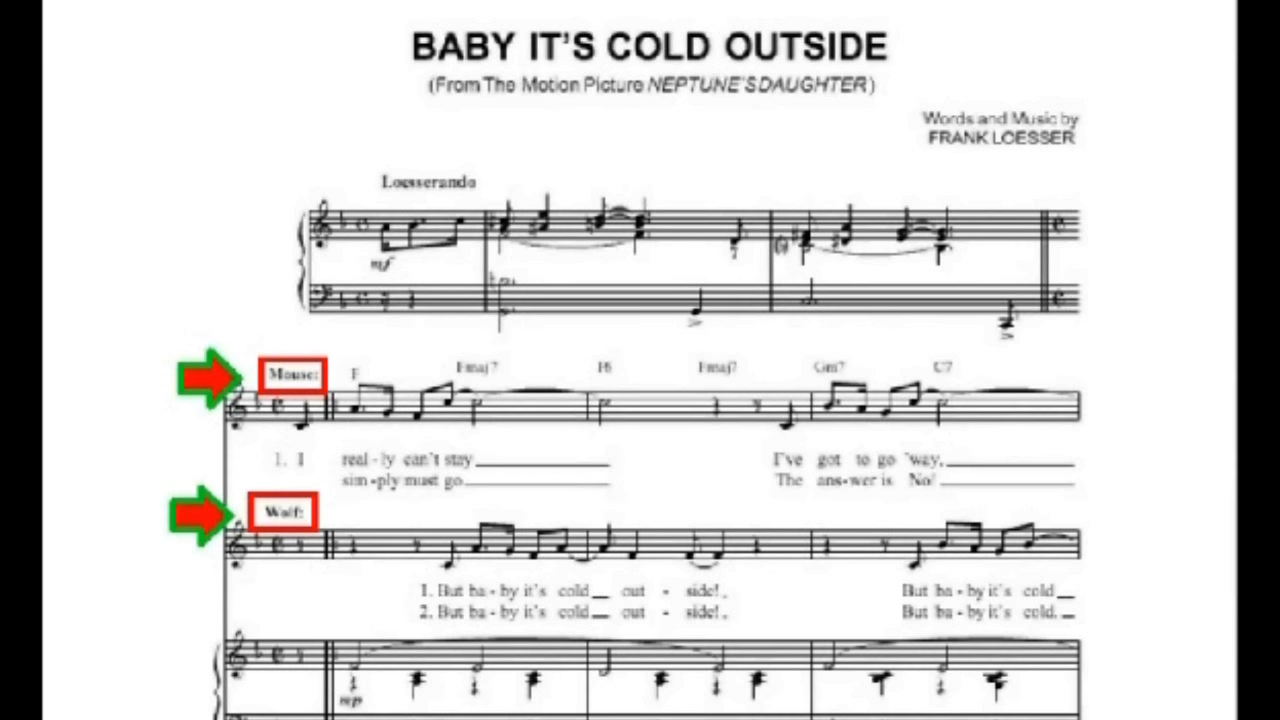 BABY IT'S COLD OUTSIDE
(From The Motion Picture NEPTUNE'S DAUGHTER)
Words and Music by
FRANK LOESSER
Loesserando
mf
Mouse:
F Fmaj7 F6 Fmaj7 Gm7 C7
1. I real - ly can't stay I've got to go 'way,
sim - ply must go The ans - wer is No!
Wolf:
1. But ba - by it's cold out - side! But ba - by it's cold
2. But ba - by it's cold out - side! But ba - by it's cold.
mp